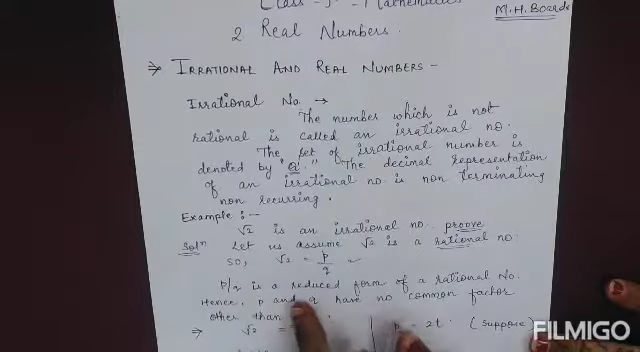 Class - - Mathematics
M.H. Board
2 Real Numbers.
⇒ IRRATIONAL AND REAL NUMBERS -
Irrational No. →
The number which is not
rational is called an irrational no.
The set of irrational number is
denoted by "Q'." The decimal representation
of an irrational no. is non terminating
non recurring.
Example :-
√2 is an irrational no. proove
Solⁿ Let us assume √2 is a rational no.
so, √2 = p/q
p/q is a reduced form of a rational No.
Hence, p and q have no common factor
other than
⇒ √2 = = 2t. (suppose)
FILMIGO